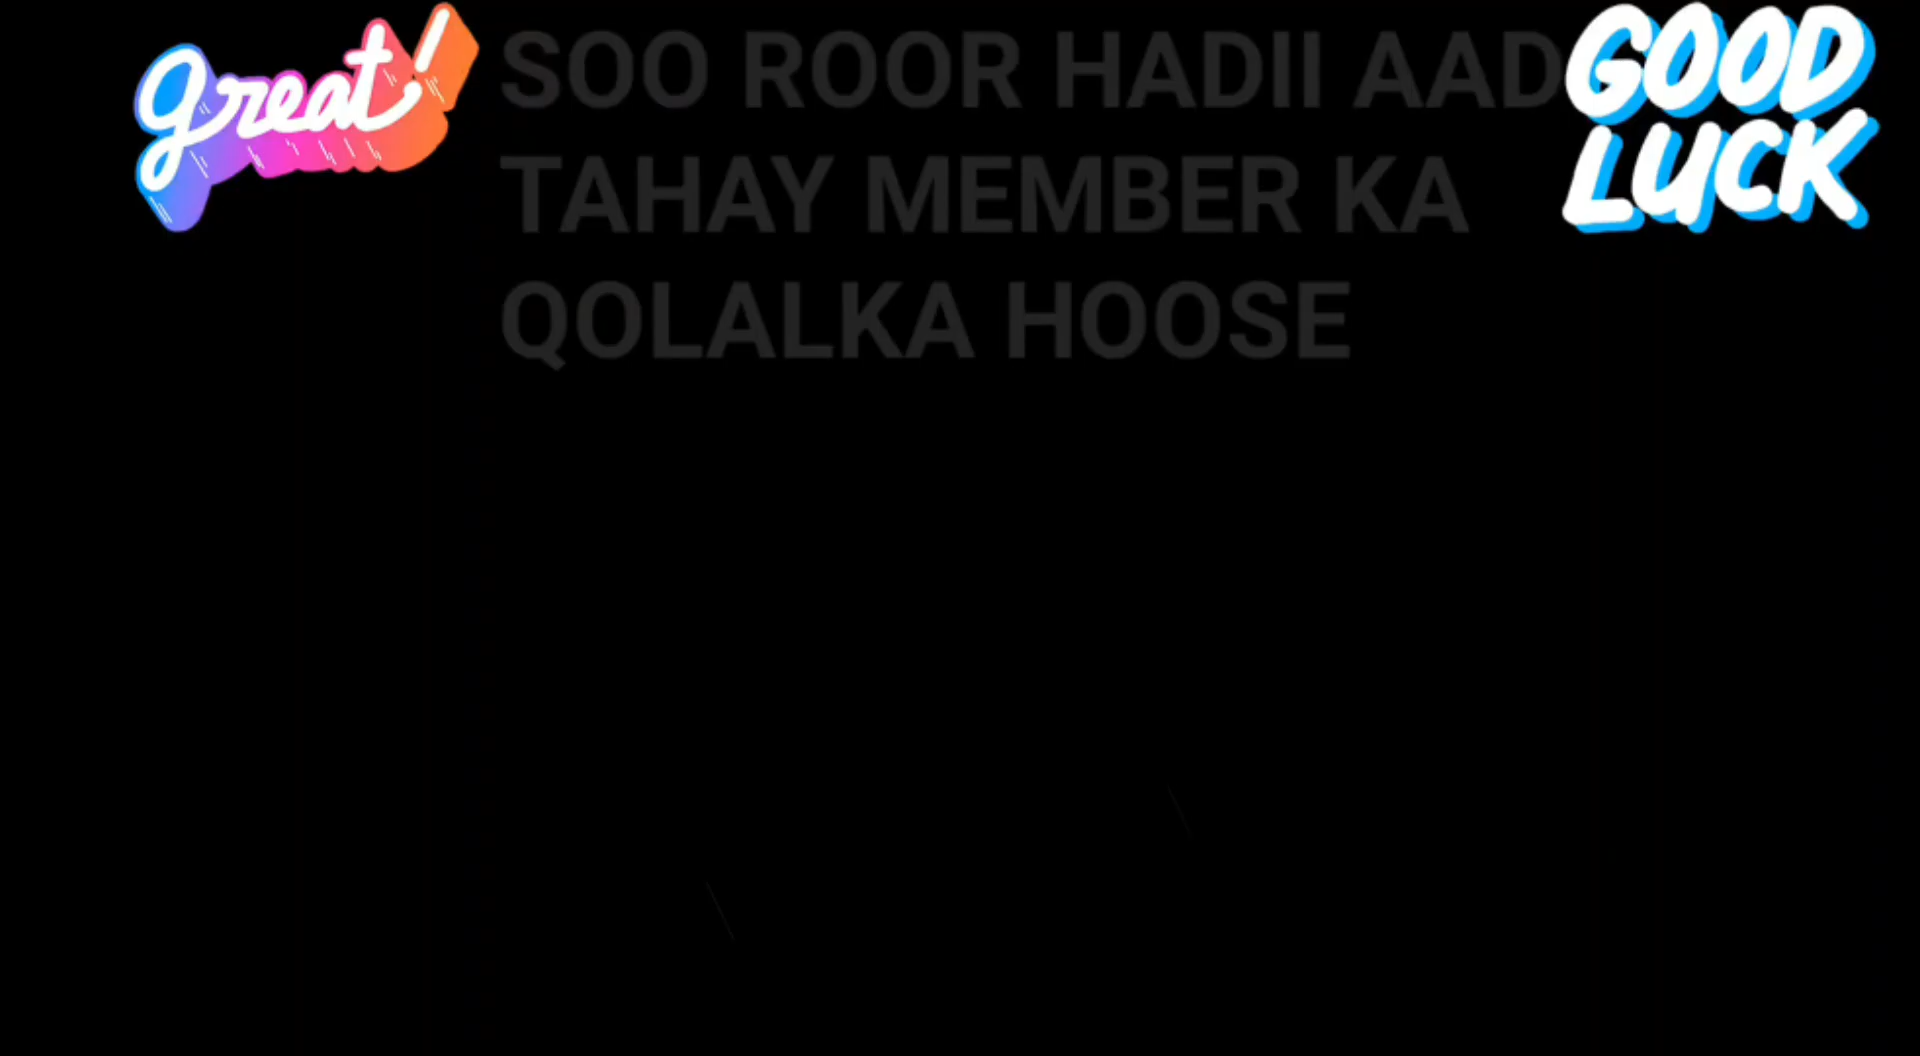 great!
SOO ROOR HADII AAD
TAHAY MEMBER KA
QOLALKA HOOSE
GOOD
LUCK